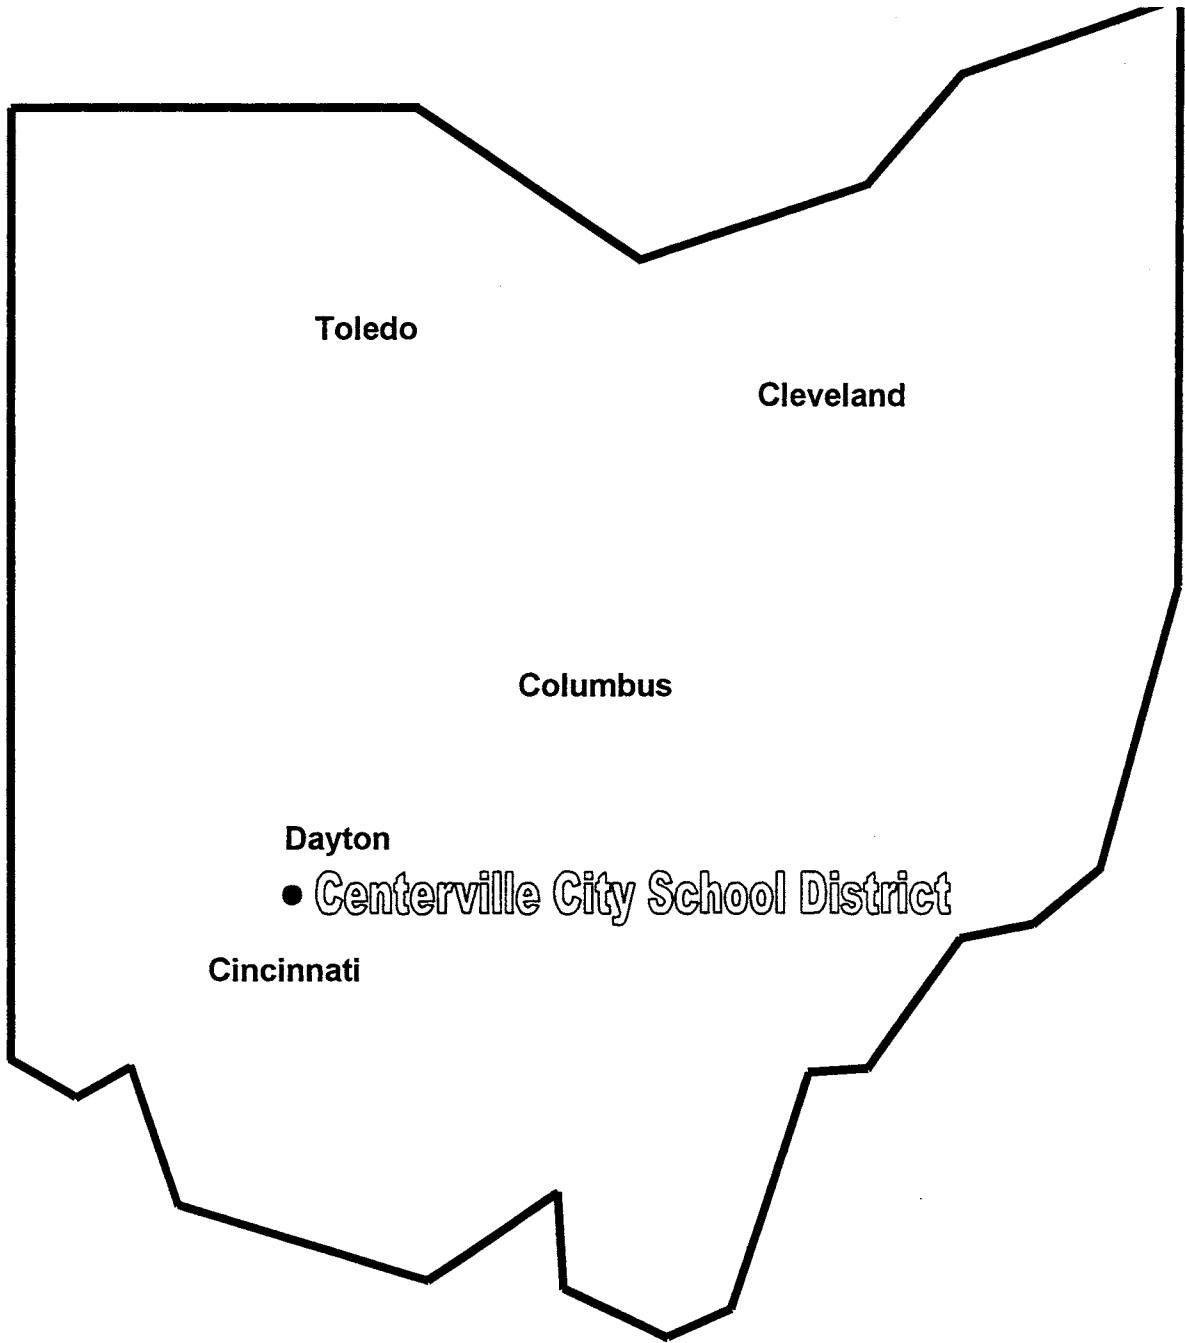 Toledo
Cleveland
Columbus
Dayton
Centerville City School District
Cincinnati